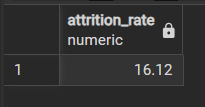 attrition_rate
numeric
1
16.12